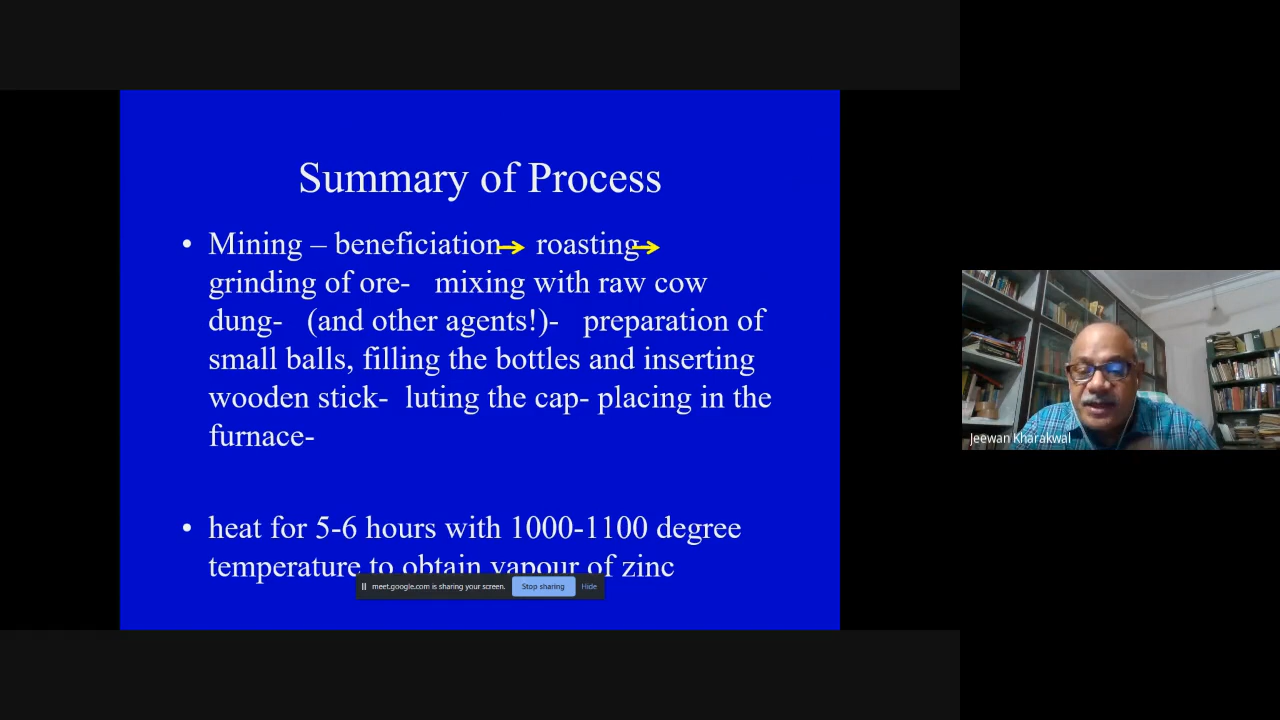 Summary of Process
• Mining – beneficiation→ roasting→
grinding of ore- mixing with raw cow
dung- (and other agents!)- preparation of
small balls, filling the bottles and inserting
wooden stick- luting the cap- placing in the
furnace-
• heat for 5-6 hours with 1000-1100 degree
temperature to obtain vapour of zinc
meet.google.com is sharing your screen. Stop sharing Hide
Jeewan Kharakwal